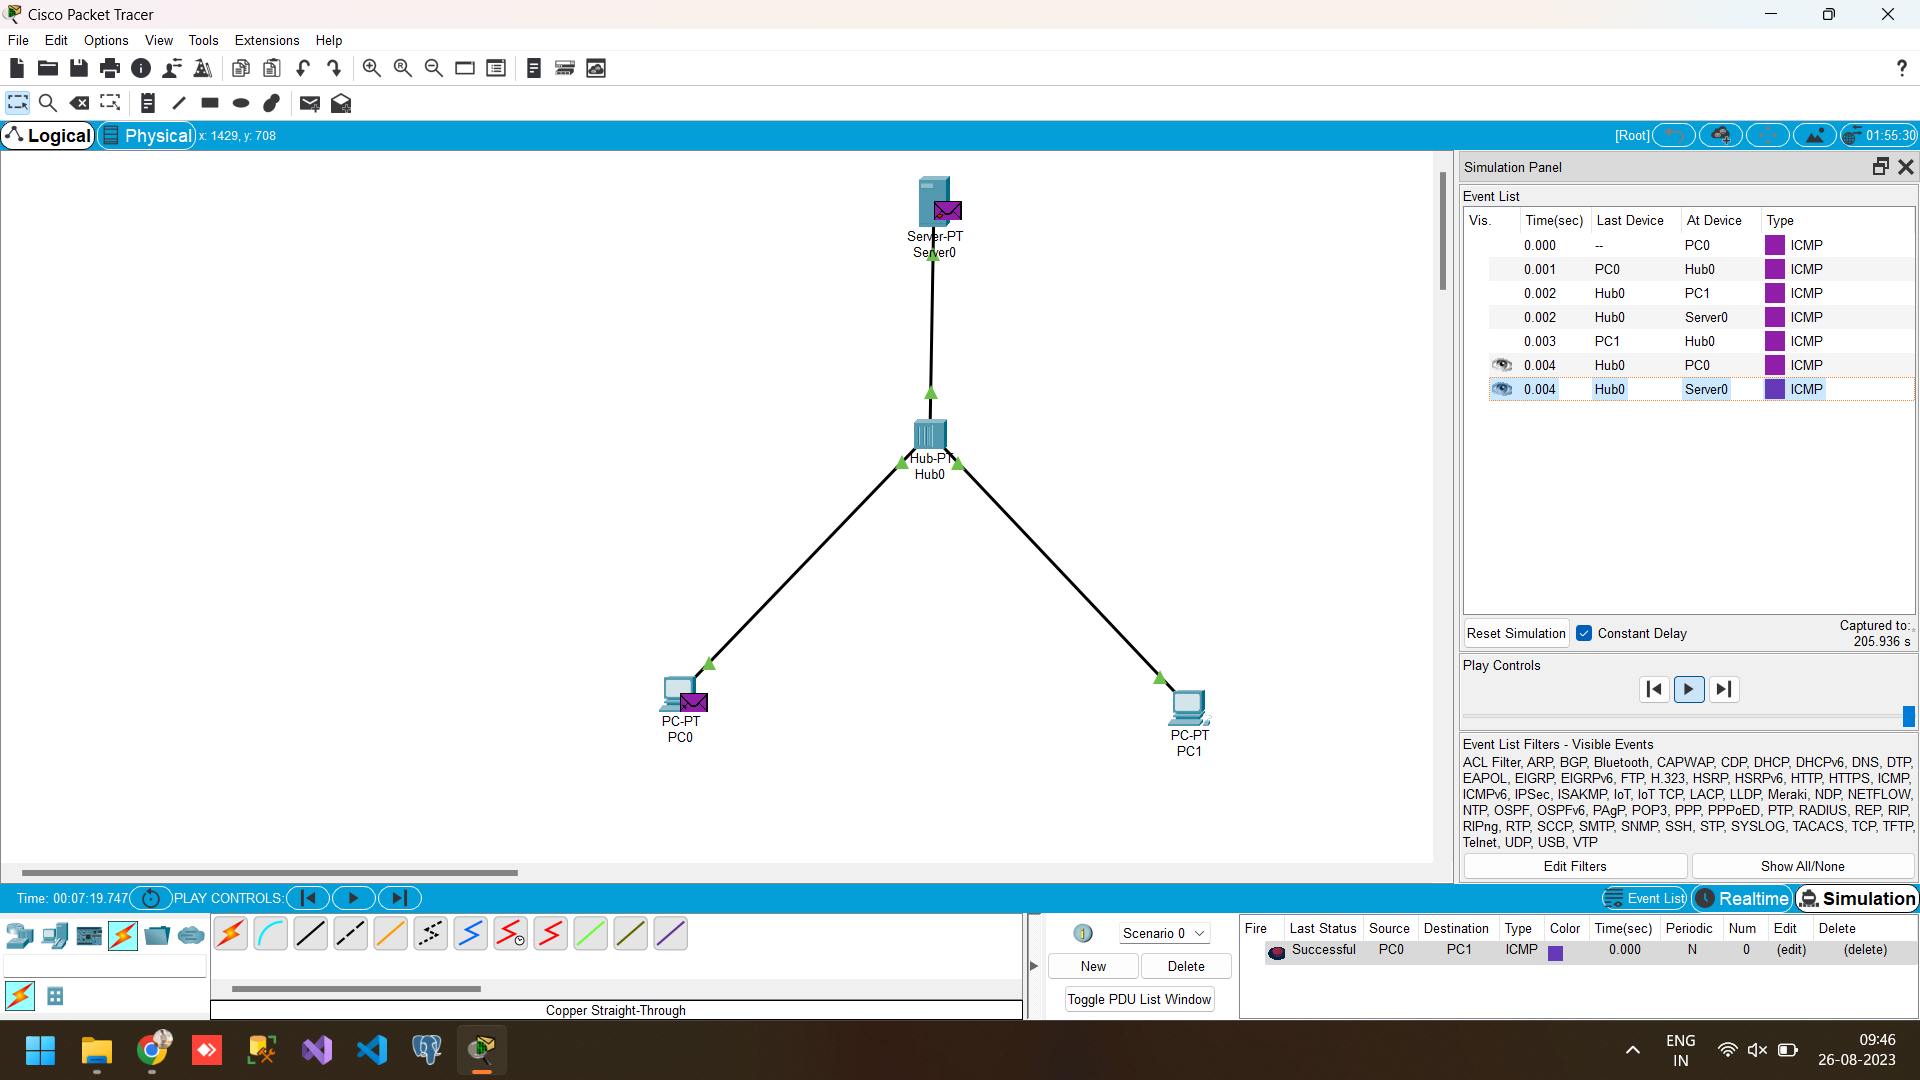 Cisco Packet Tracer
File Edit Options View Tools Extensions Help
?
Logical Physical x: 1429, y: 708 [Root] 01:55:30
Server-PT
Server0
Hub-PT
Hub0
PC-PT
PC0
PC-PT
PC1
Simulation Panel
Event List
Vis. Time(sec) Last Device At Device Type
0.000 -- PC0 ICMP
0.001 PC0 Hub0 ICMP
0.002 Hub0 PC1 ICMP
0.002 Hub0 Server0 ICMP
0.003 PC1 Hub0 ICMP
0.004 Hub0 PC0 ICMP
0.004 Hub0 Server0 ICMP
Reset Simulation Constant Delay Captured to:
205.936 s
Play Controls
Event List Filters - Visible Events
ACL Filter, ARP, BGP, Bluetooth, CAPWAP, CDP, DHCP, DHCPv6, DNS, DTP,
EAPOL, EIGRP, EIGRPv6, FTP, H.323, HSRP, HSRPv6, HTTP, HTTPS, ICMP,
ICMPv6, IPSec, ISAKMP, IoT, IoT TCP, LACP, LLDP, Meraki, NDP, NETFLOW,
NTP, OSPF, OSPFv6, PAgP, POP3, PPP, PPPoED, PTP, RADIUS, REP, RIP,
RIPng, RTP, SCCP, SMTP, SNMP, SSH, STP, SYSLOG, TACACS, TCP, TFTP,
Telnet, UDP, USB, VTP
Edit Filters Show All/None
Time: 00:07:19.747 PLAY CONTROLS: Event List Realtime Simulation
Copper Straight-Through
1 Scenario 0
New Delete
Toggle PDU List Window
Fire Last Status Source Destination Type Color Time(sec) Periodic Num Edit Delete
Successful PC0 PC1 ICMP 0.000 N 0 (edit) (delete)
ENG
IN
09:46
26-08-2023